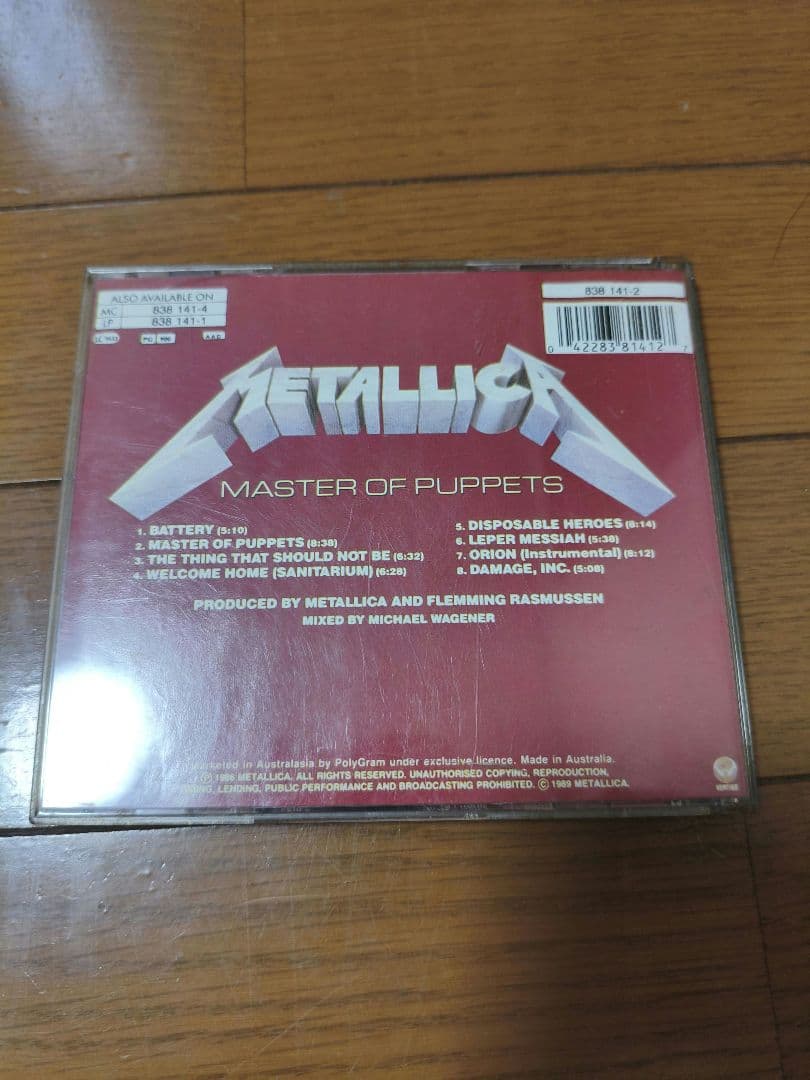 ALSO AVAILABLE ON
MC 838 141-4
LP 838 141-1
AAD
838 141-2
0 42283 81412 7
METALLICA
MASTER OF PUPPETS
1. BATTERY (5:10)
2. MASTER OF PUPPETS (8:38)
3. THE THING THAT SHOULD NOT BE (6:32)
4. WELCOME HOME (SANITARIUM) (6:28)
5. DISPOSABLE HEROES (8:14)
6. LEPER MESSIAH (5:38)
7. ORION (Instrumental) (8:12)
8. DAMAGE, INC. (5:08)
PRODUCED BY METALLICA AND FLEMMING RASMUSSEN
MIXED BY MICHAEL WAGENER
Marketed in Australasia by PolyGram under exclusive licence. Made in Australia.
℗ 1986 METALLICA. ALL RIGHTS RESERVED. UNAUTHORISED COPYING, REPRODUCTION,
LENDING, PUBLIC PERFORMANCE AND BROADCASTING PROHIBITED. © 1989 METALLICA.
VERTIGO